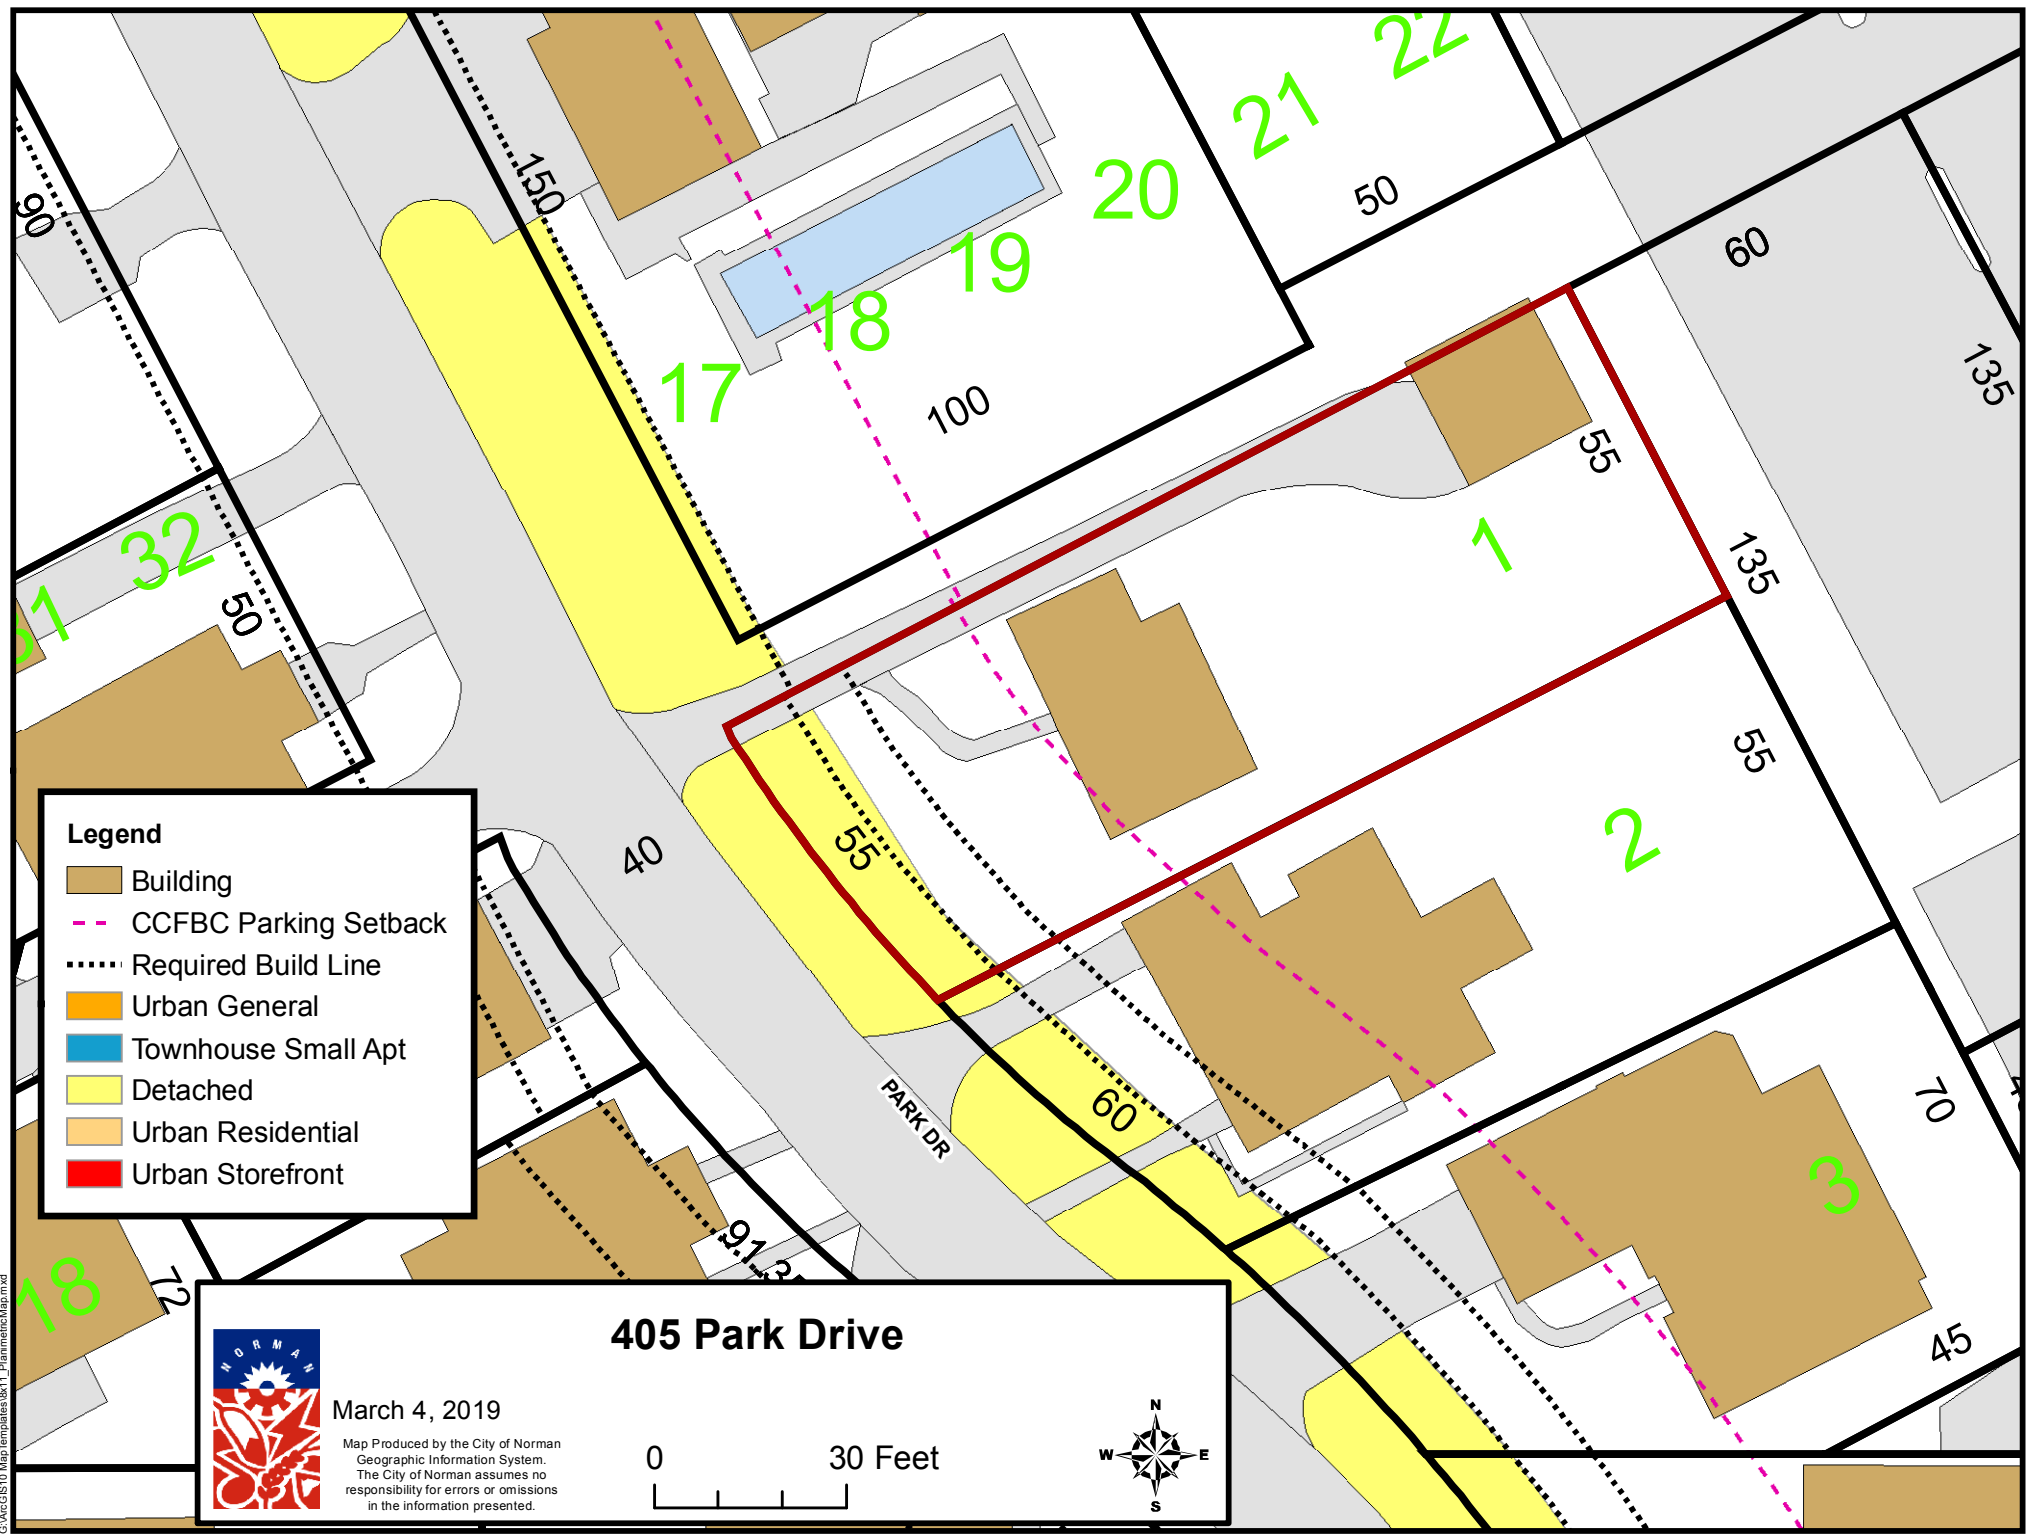 22
21
20
19
18
17
150
90
50
60
135
100
55
1
135
32
50
55
2
55
40
PARK DR
60
70
3
45
91
72
18
Legend
Building
CCFBC Parking Setback
Required Build Line
Urban General
Townhouse Small Apt
Detached
Urban Residential
Urban Storefront
405 Park Drive
NORMAN
March 4, 2019
Map Produced by the City of Norman
Geographic Information System.
The City of Norman assumes no
responsibility for errors or omissions
in the information presented.
0 30 Feet
N
W E
S